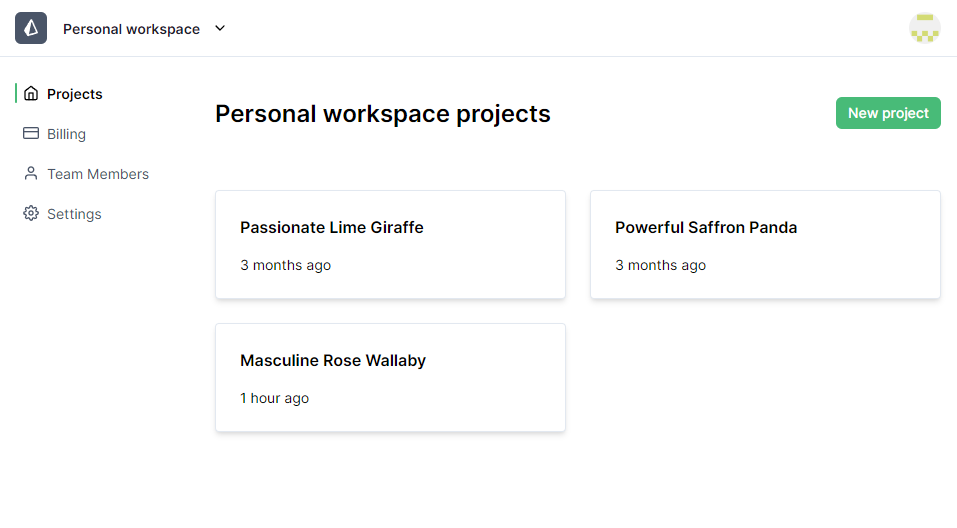 Personal workspace
Projects
Billing
Team Members
Settings
Personal workspace projects
New project
Passionate Lime Giraffe
3 months ago
Powerful Saffron Panda
3 months ago
Masculine Rose Wallaby
1 hour ago